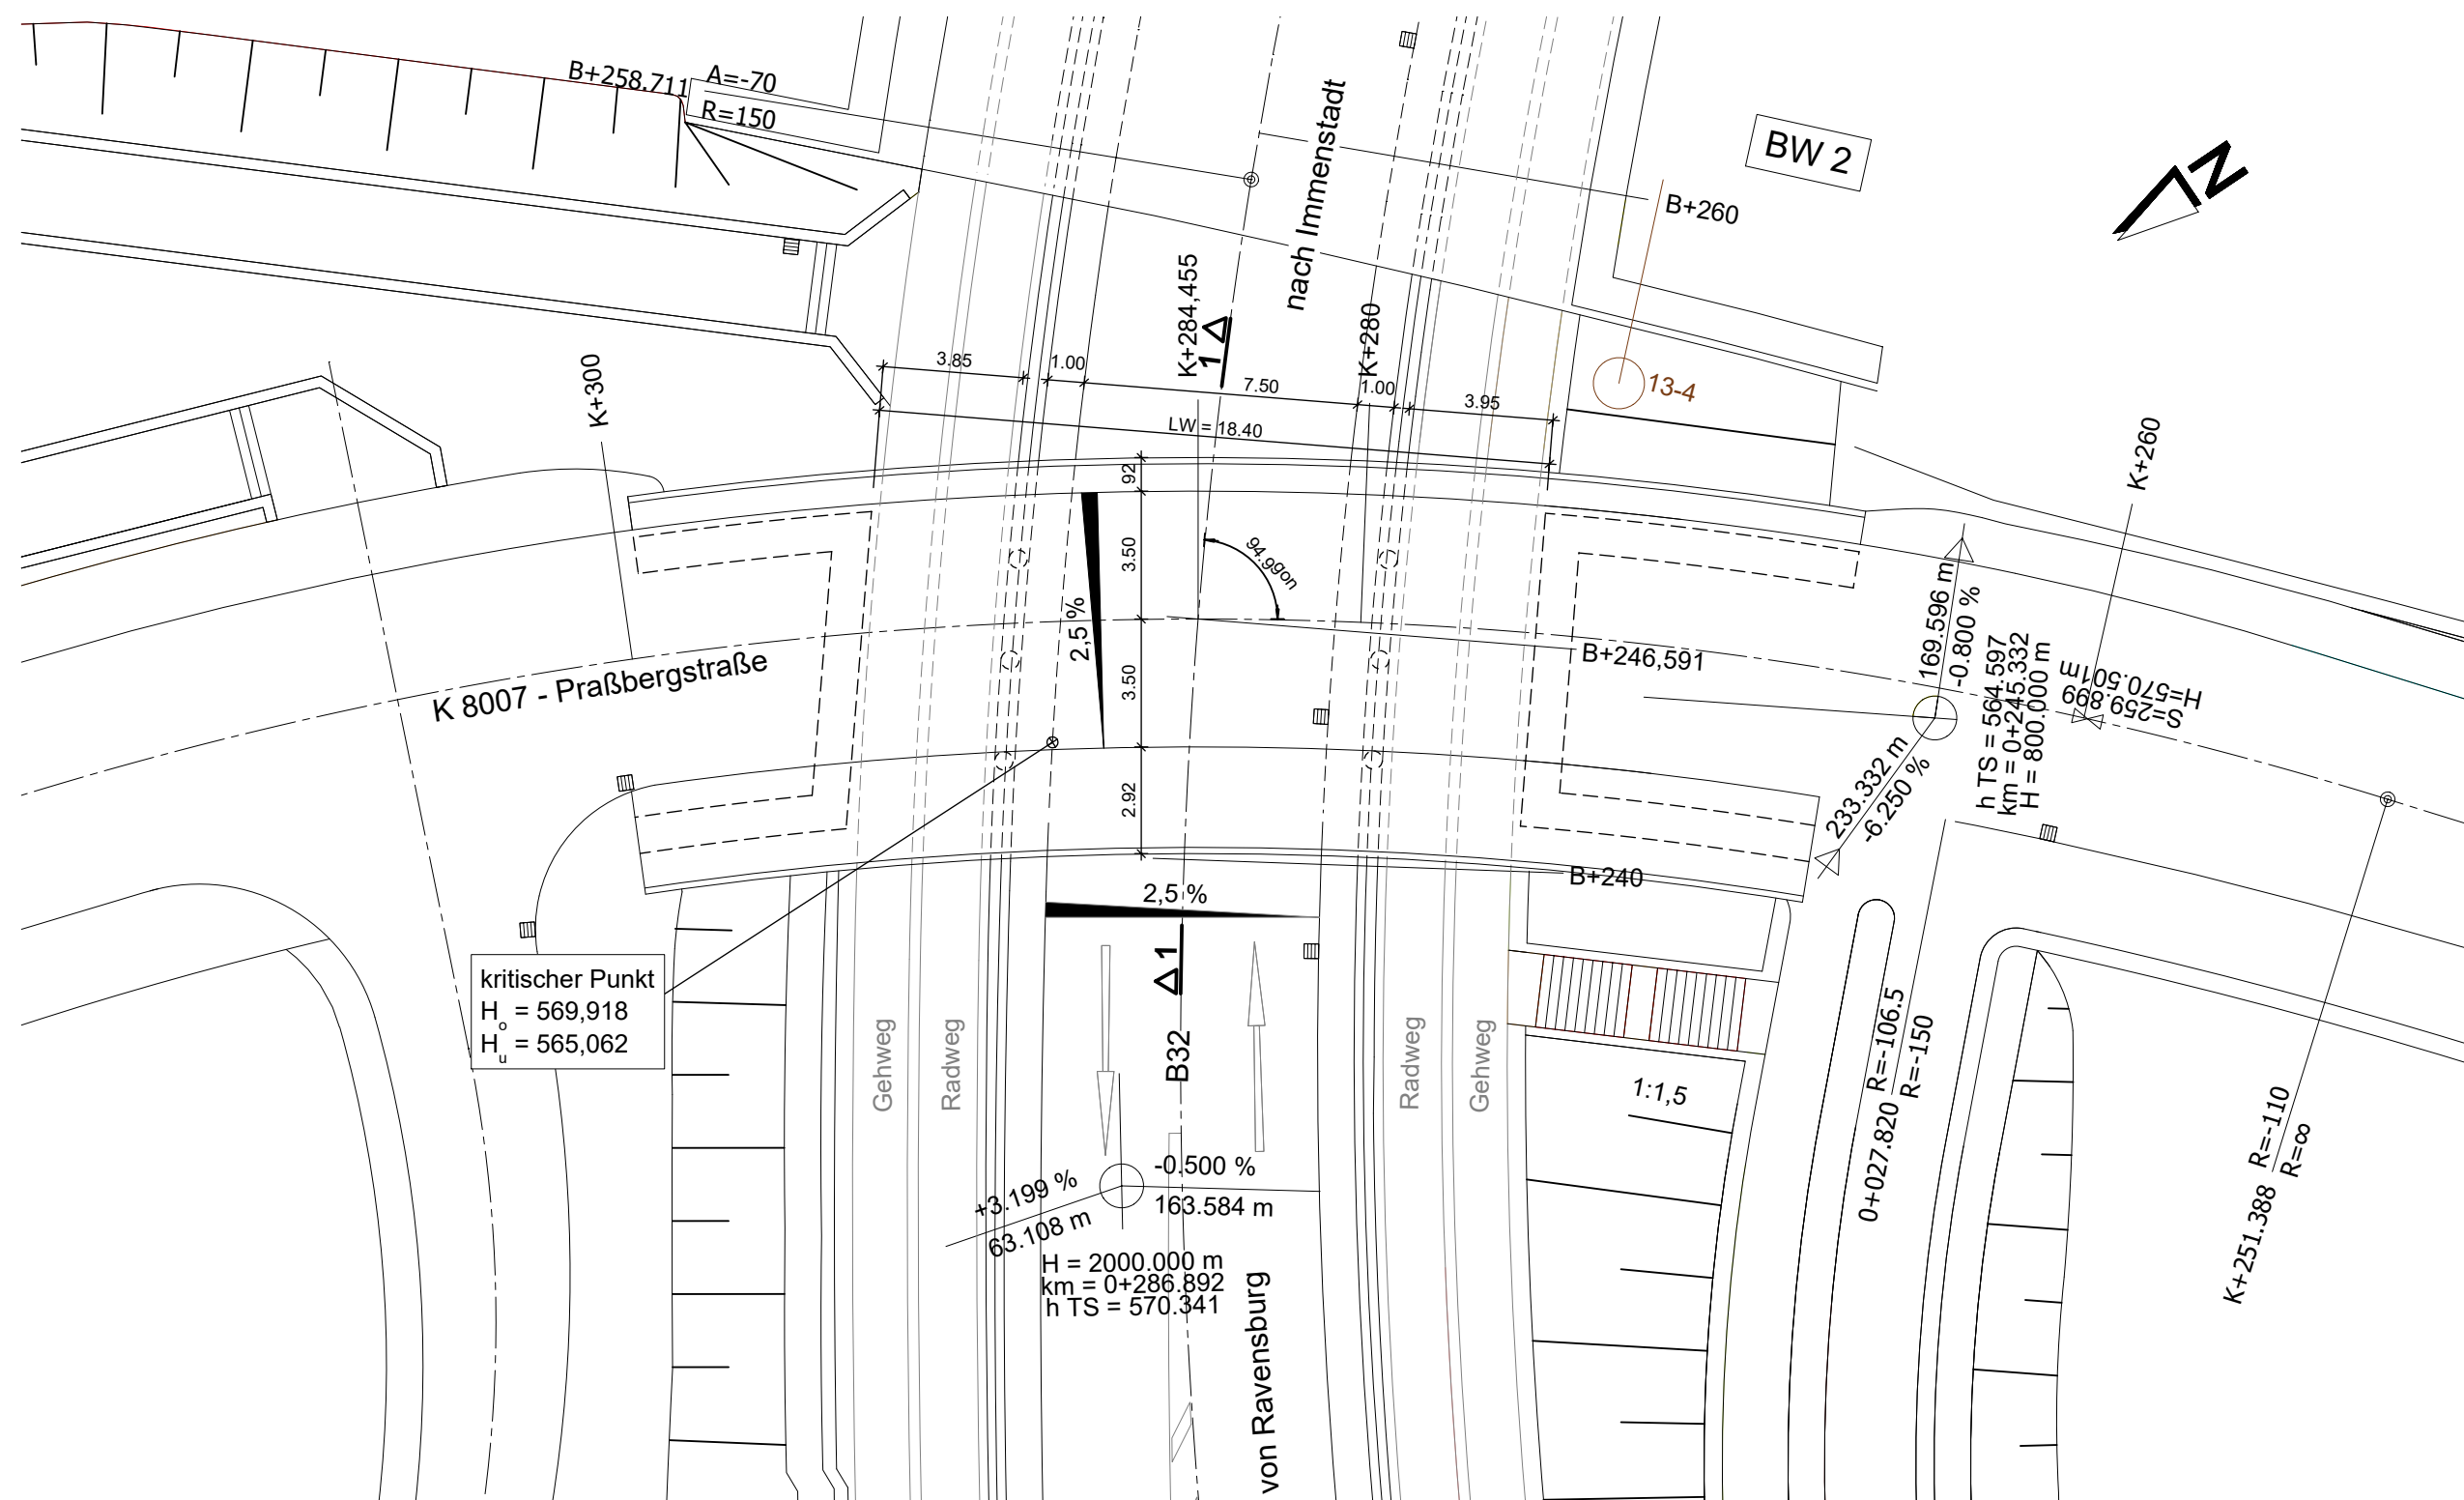 B+258.711
A=-70
R=150
nach Immenstadt
BW 2
N
B+260
K+284,455
1
K+280
K+300
3.85
1.00
7.50
1.00
3.95
LW = 18.40
13-4
K+260
92
3.50
94.99gon
2,5 %
3.50
K 8007 - Praßbergstraße
B+246,591
169.596 m
-0.800 %
h TS = 564.597
km = 0+245.332
H = 800.000 m
S=259.899
H=570.501m
233.332 m
-6.250 %
2.92
B+240
2,5 %
1
kritischer Punkt
Ho = 569,918
Hu = 565,062
Gehweg
Radweg
B32
Radweg
Gehweg
1:1,5
0+027.820
R=-106.5
R=-150
K+251.388
R=-110
R=∞
+3.199 %
63.108 m
-0.500 %
163.584 m
H = 2000.000 m
km = 0+286.892
h TS = 570.341
von Ravensburg